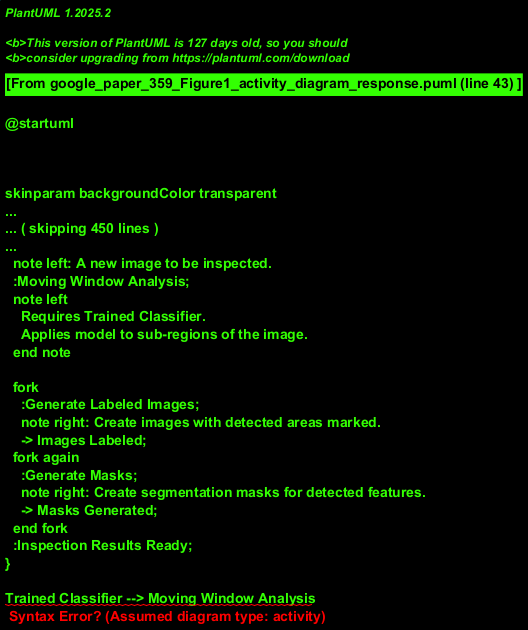 PlantUML 1.2025.2
<b>This version of PlantUML is 127 days old, so you should
<b>consider upgrading from https://plantuml.com/download
[From google_paper_359_Figure1_activity_diagram_response.puml (line 43) ]
@startuml
skinparam backgroundColor transparent
...
... ( skipping 450 lines )
...
note left: A new image to be inspected.
:Moving Window Analysis;
note left
Requires Trained Classifier.
Applies model to sub-regions of the image.
end note
fork
:Generate Labeled Images;
note right: Create images with detected areas marked.
-> Images Labeled;
fork again
:Generate Masks;
note right: Create segmentation masks for detected features.
-> Masks Generated;
end fork
:Inspection Results Ready;
}
Trained Classifier --> Moving Window Analysis
Syntax Error? (Assumed diagram type: activity)